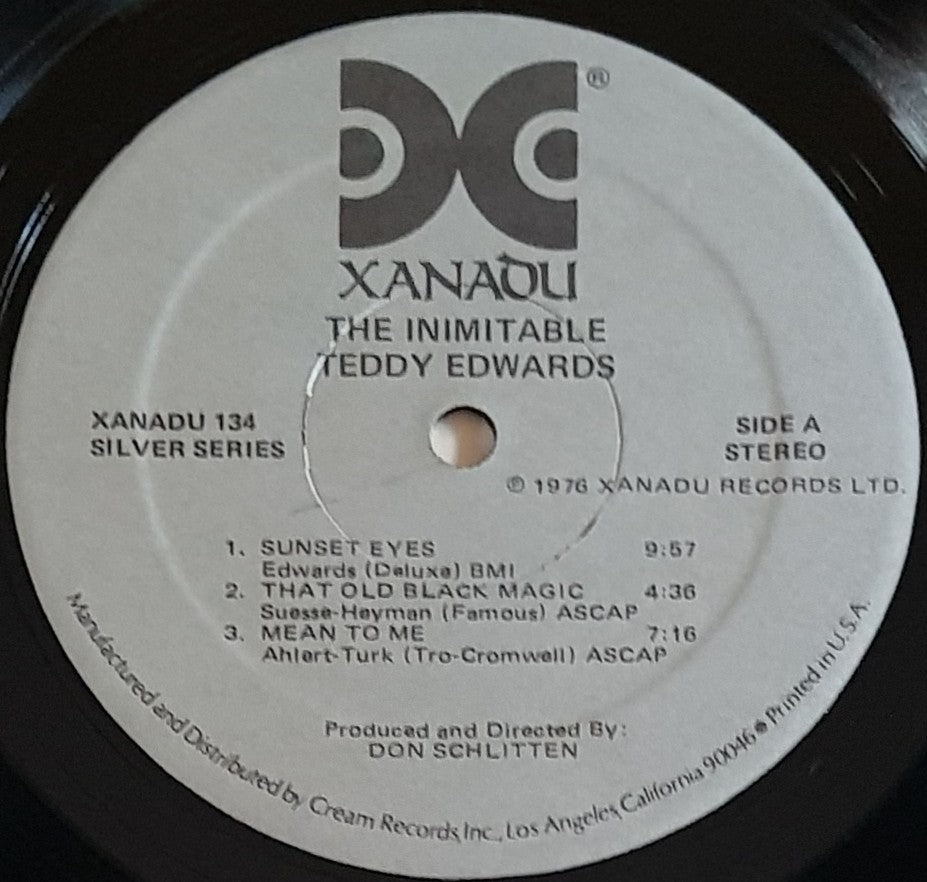 ®
XANADU
THE INIMITABLE
TEDDY EDWARDS
XANADU 134
SILVER SERIES
SIDE A
STEREO
℗ 1976 XANADU RECORDS LTD.
1. SUNSET EYES 9:57
Edwards (Deluxe) BMI
2. THAT OLD BLACK MAGIC 4:36
Suesse-Heyman (Famous) ASCAP
3. MEAN TO ME 7:16
Ahlert-Turk (Tro-Cromwell) ASCAP
Produced and Directed By:
DON SCHLITTEN
Manufactured and Distributed by Cream Records, Inc., Los Angeles, California 90046 ● Printed in U.S.A.